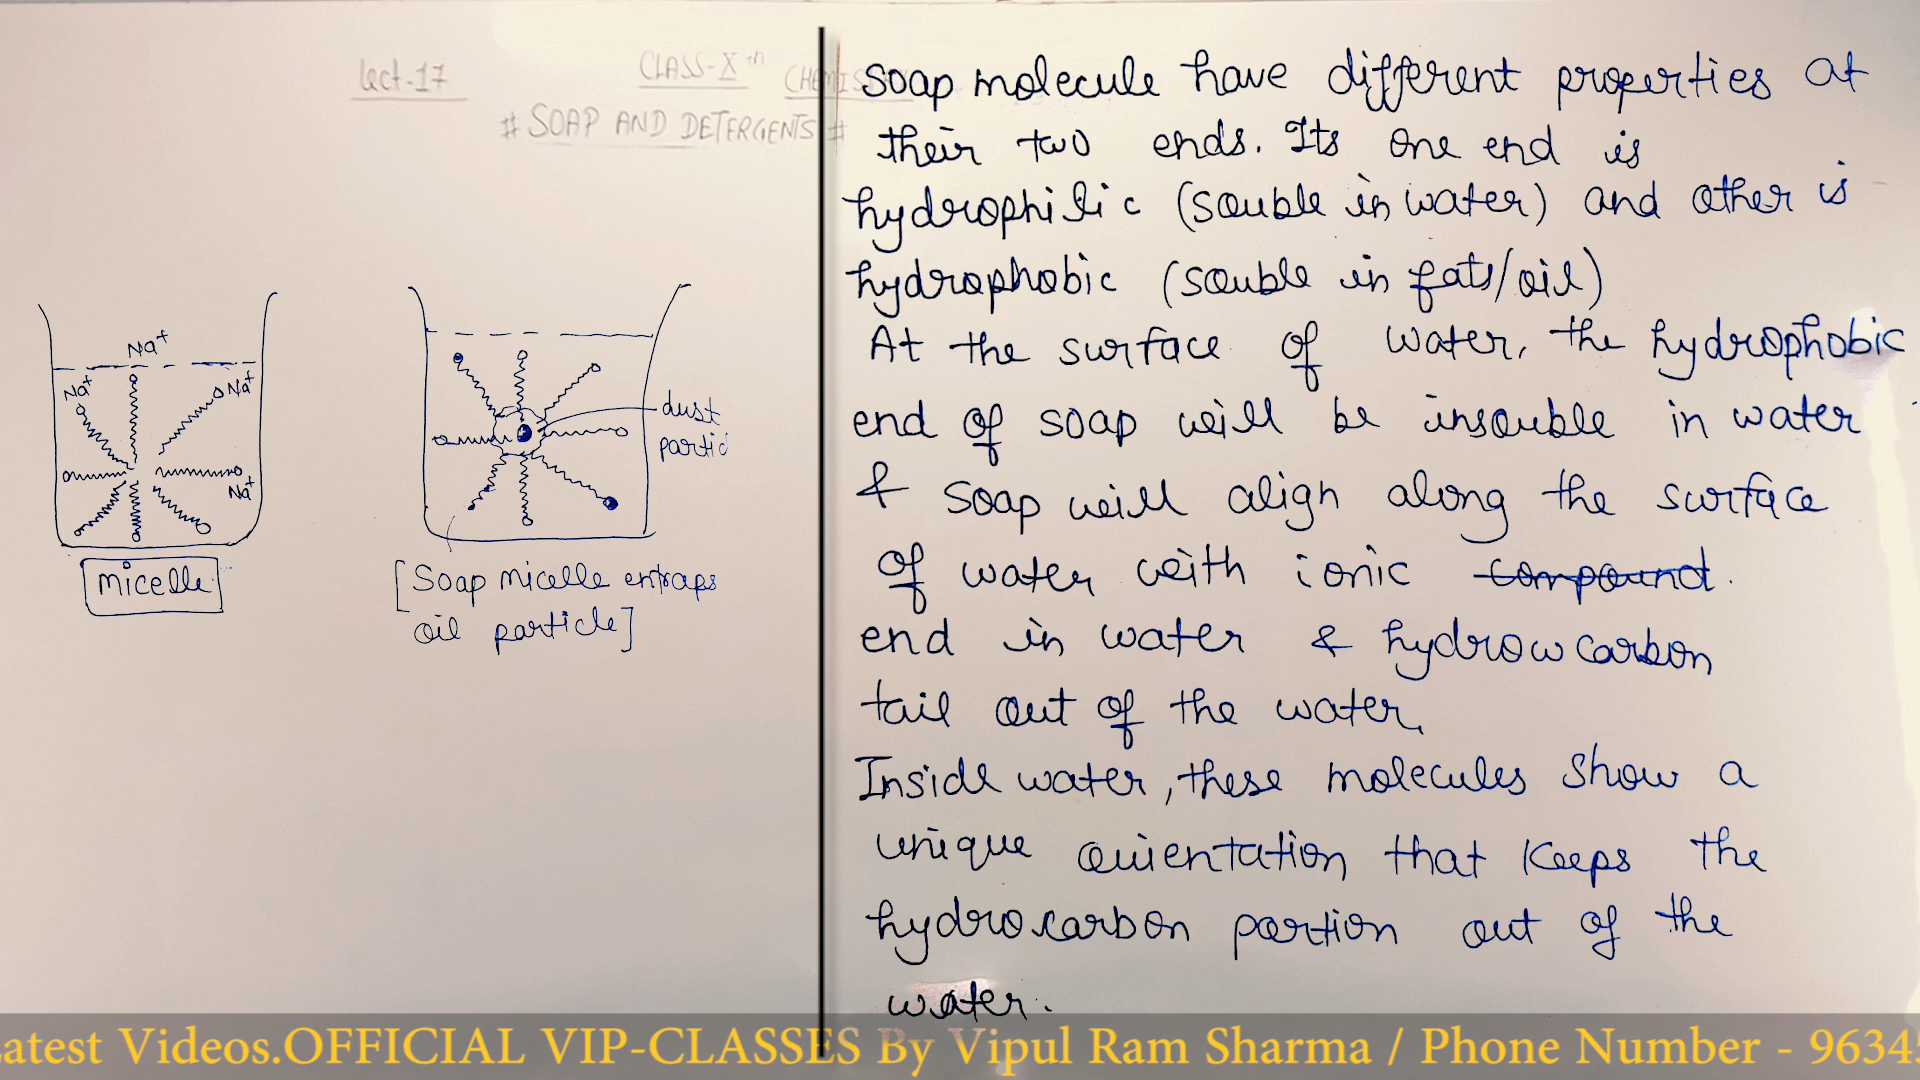 Lect-17
CLASS-Xth
# SOAP AND DETERGENTS #
Na+
Na+
Na+
Na+
micelle
dust
partic
[Soap micelle entraps
oil particle]
Soap molecule have different properties at
their two ends. Its one end is
hydrophilic (souble in water) and other is
hydrophobic (souble in fats/oil)
At the surface of water, the hydrophobic
end of soap will be insouble in water
& soap will align along the surface
of water with ionic compound.
end in water & hydrowcarbon
tail out of the water.
Inside water, these molecules show a
unique orientation that keeps the
hydrocarbon portion out of the
water.
atest Videos.OFFICIAL VIP-CLASSES By Vipul Ram Sharma / Phone Number - 9634